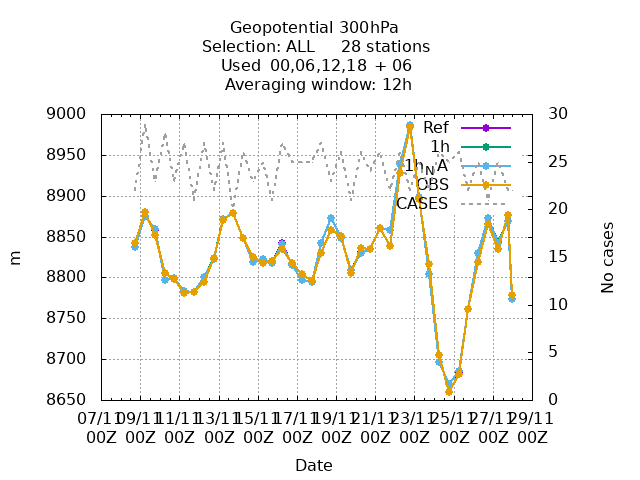 Geopotential 300hPa
Selection: ALL 28 stations
Used 00,06,12,18 + 06
Averaging window: 12h
9000
8950
8900
8850
8800
8750
8700
8650
30
25
20
15
10
5
0
Ref
1h
1h_NA
OBS
CASES
m
No cases
07/11 09/11 11/11 13/11 15/11 17/11 19/11 21/11 23/11 25/11 27/11 29/11
00Z 00Z 00Z 00Z 00Z 00Z 00Z 00Z 00Z 00Z 00Z 00Z
Date